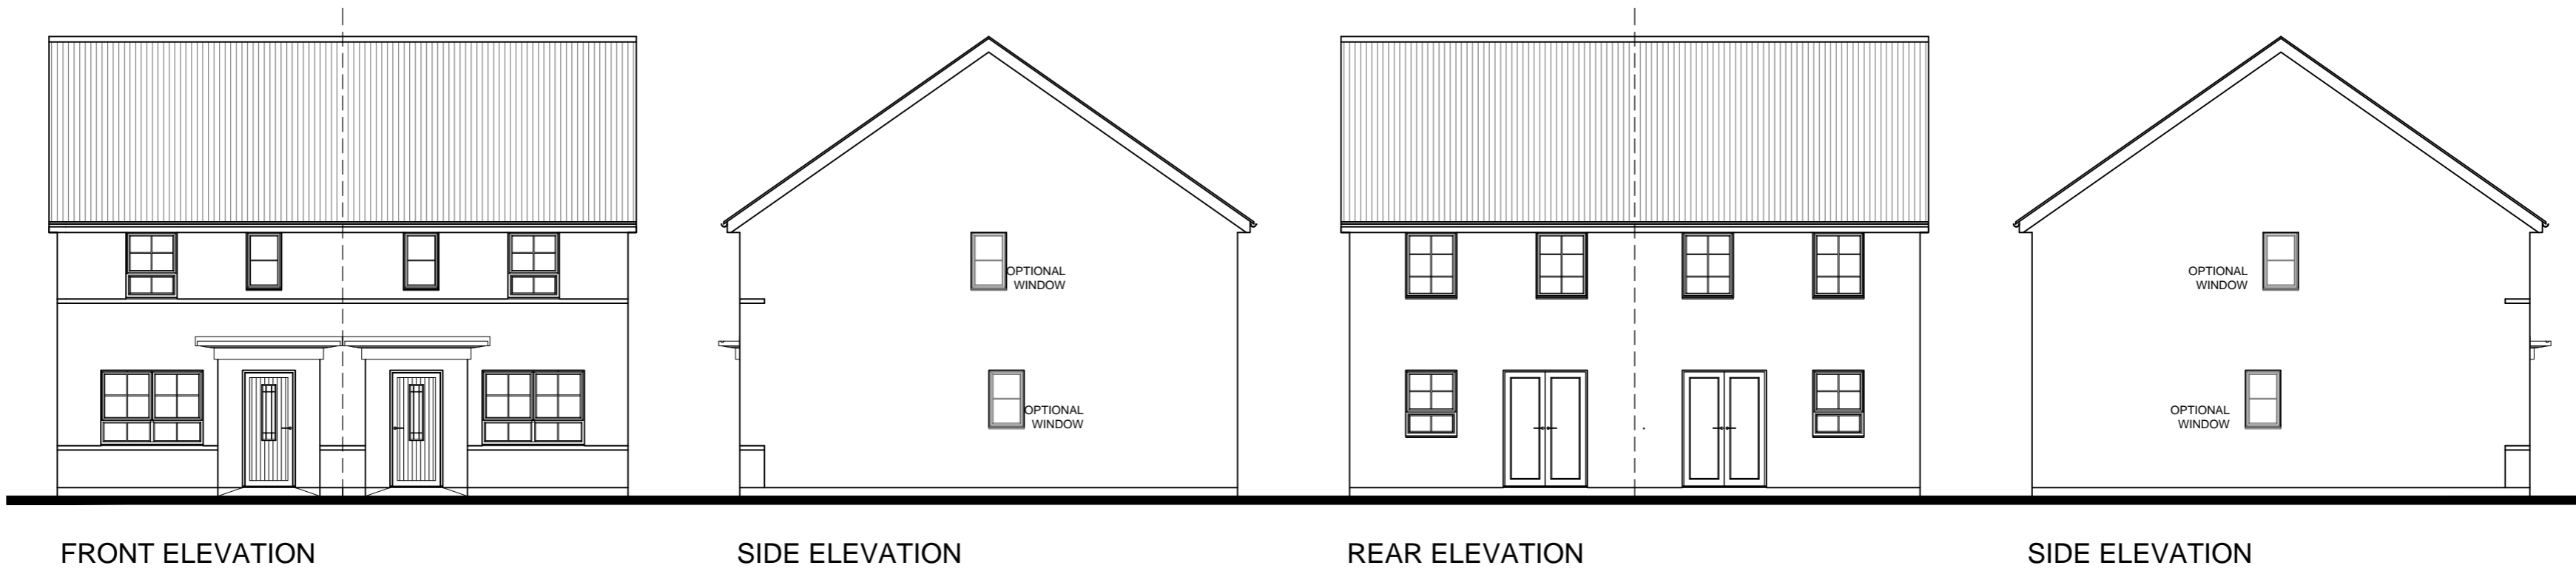 OPTIONAL
WINDOW
OPTIONAL
WINDOW
OPTIONAL
WINDOW
OPTIONAL
WINDOW
FRONT ELEVATION
SIDE ELEVATION
REAR ELEVATION
SIDE ELEVATION